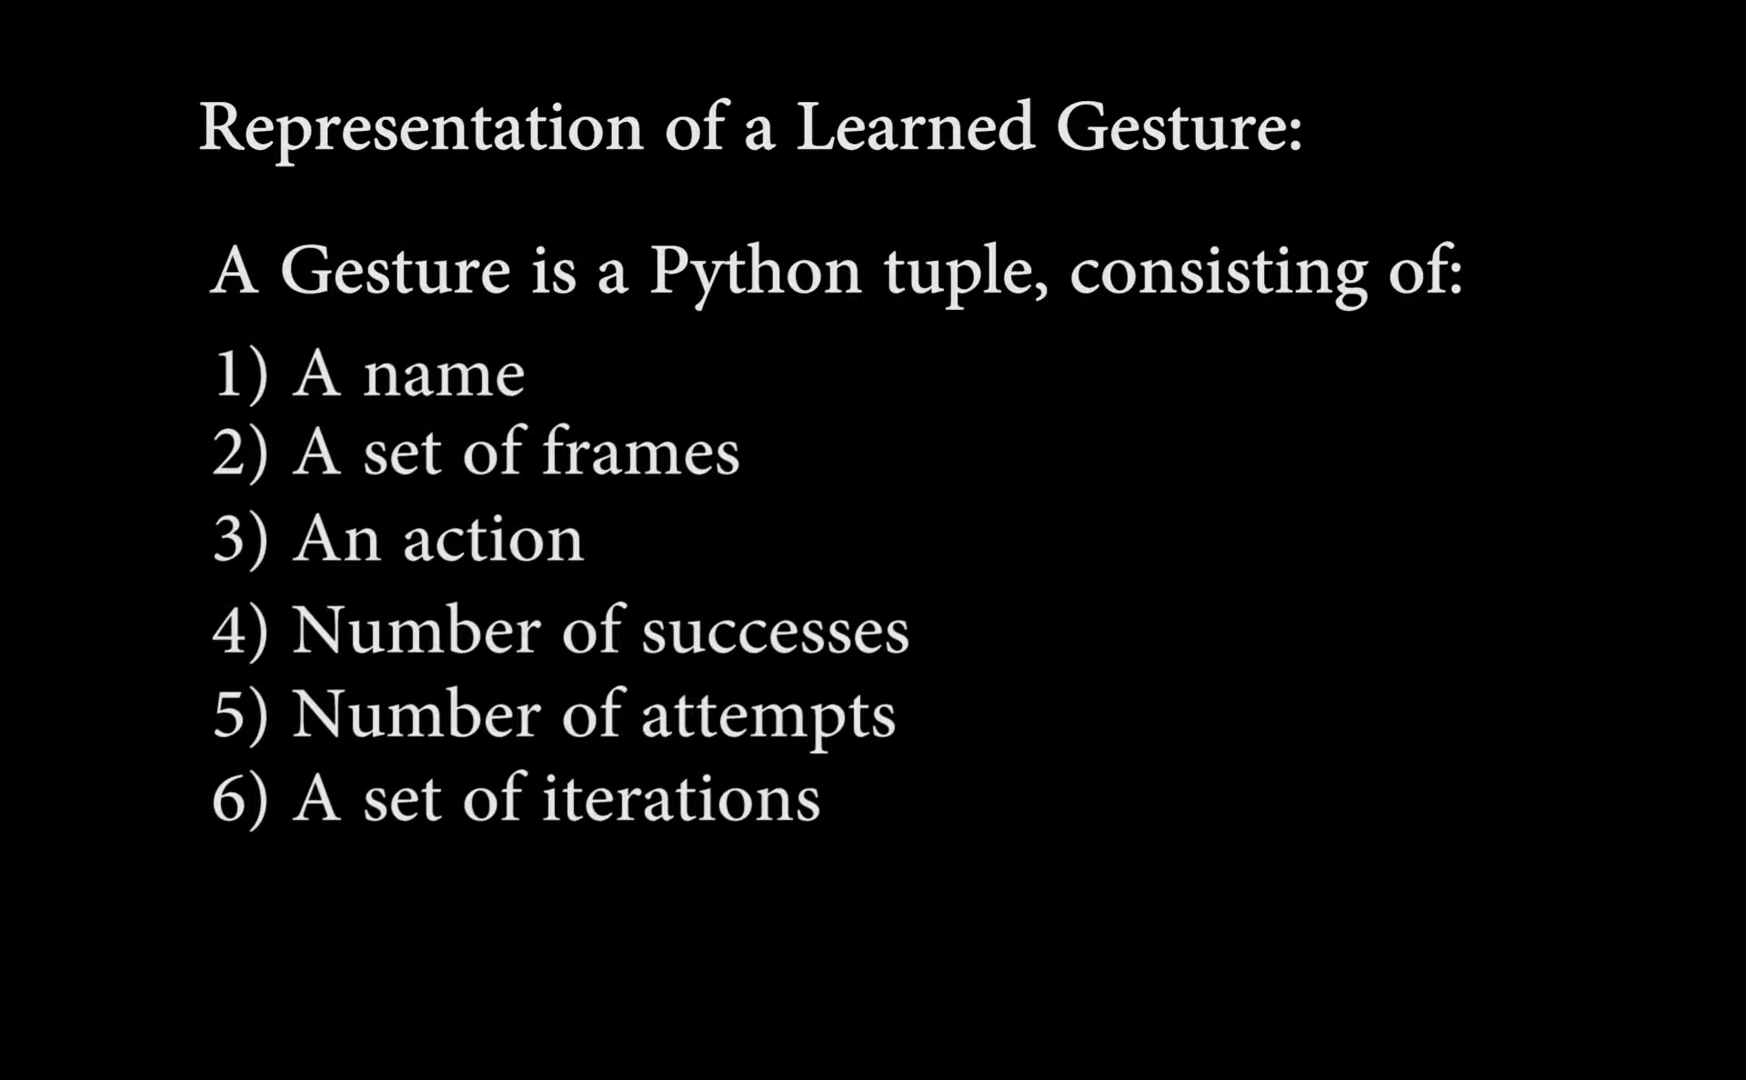 Representation of a Learned Gesture:
A Gesture is a Python tuple, consisting of:
1) A name
2) A set of frames
3) An action
4) Number of successes
5) Number of attempts
6) A set of iterations